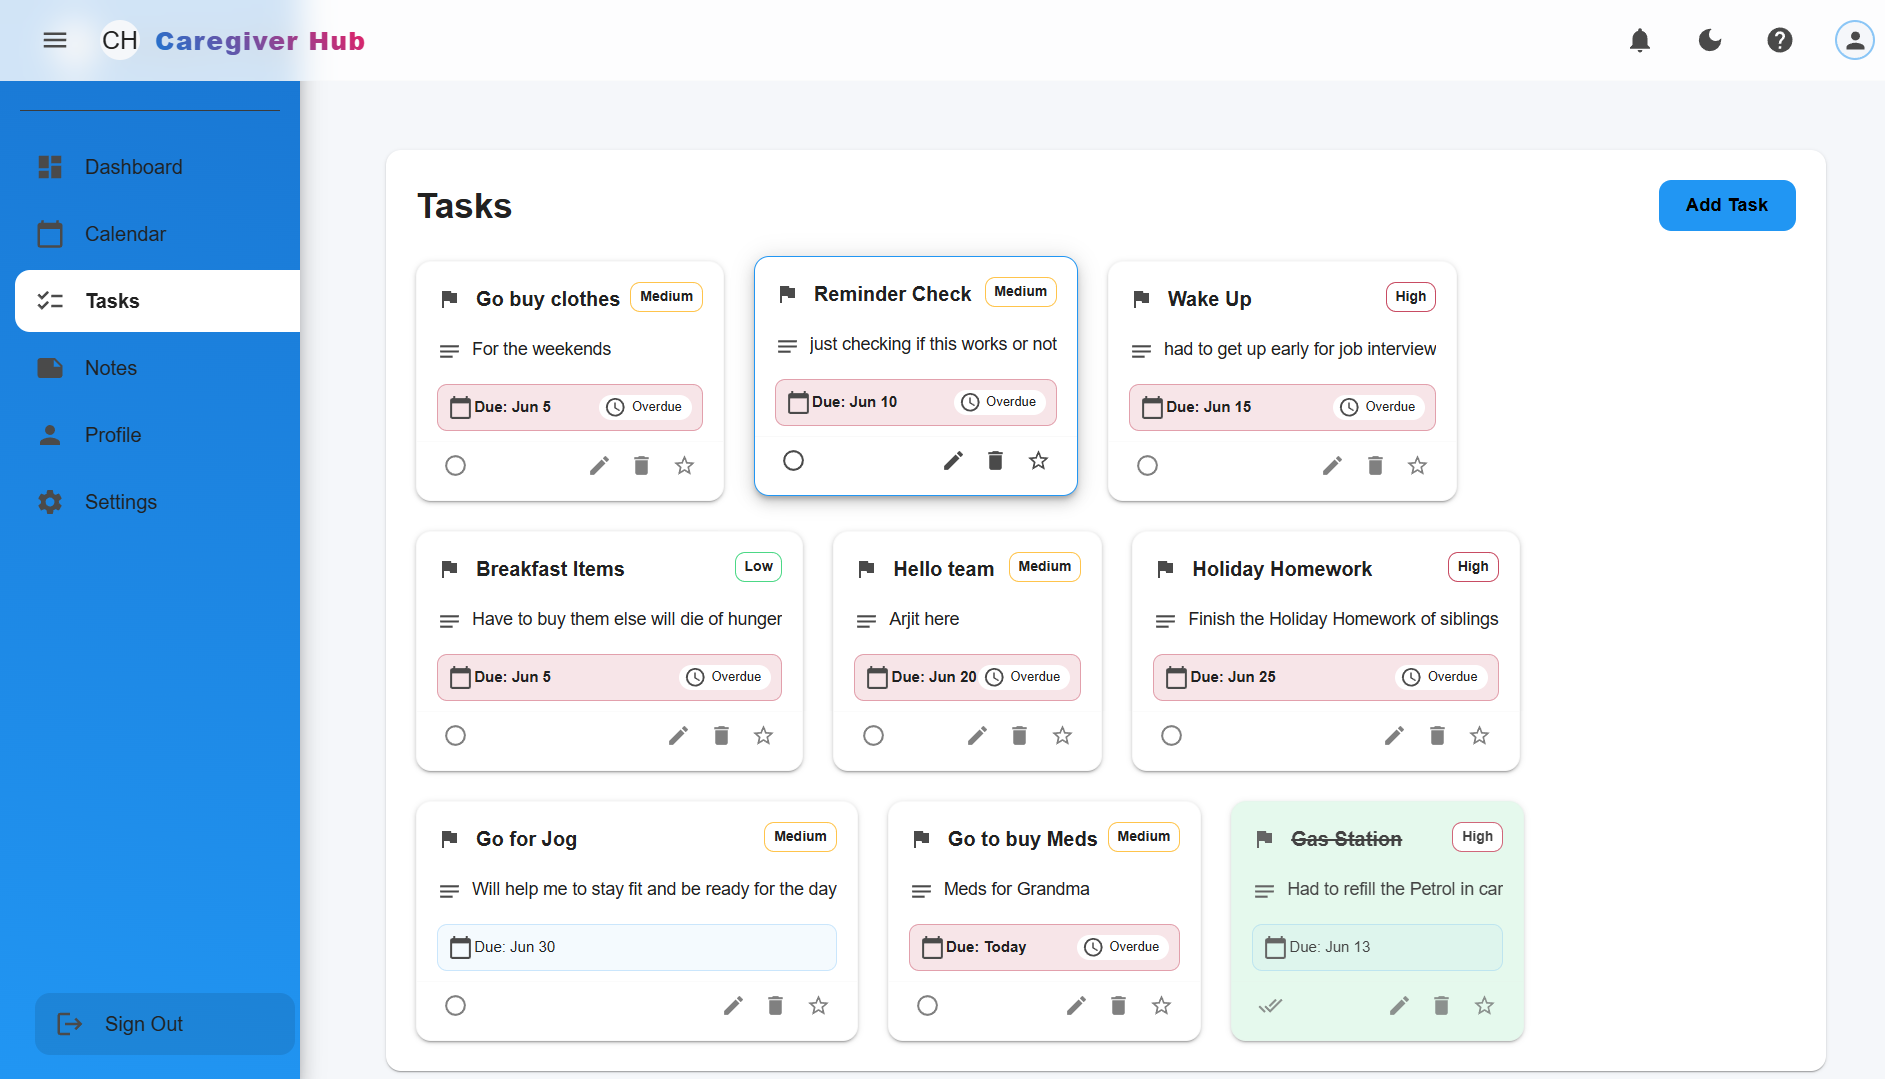 CH Caregiver Hub
Dashboard
Calendar
Tasks
Notes
Profile
Settings
Sign Out
Tasks
Add Task
Go buy clothes Medium
For the weekends
Due: Jun 5 Overdue
Reminder Check Medium
just checking if this works or not
Due: Jun 10 Overdue
Wake Up High
had to get up early for job interview
Due: Jun 15 Overdue
Breakfast Items Low
Have to buy them else will die of hunger
Due: Jun 5 Overdue
Hello team Medium
Arjit here
Due: Jun 20 Overdue
Holiday Homework High
Finish the Holiday Homework of siblings
Due: Jun 25 Overdue
Go for Jog Medium
Will help me to stay fit and be ready for the day
Due: Jun 30
Go to buy Meds Medium
Meds for Grandma
Due: Today Overdue
Gas Station High
Had to refill the Petrol in car
Due: Jun 13